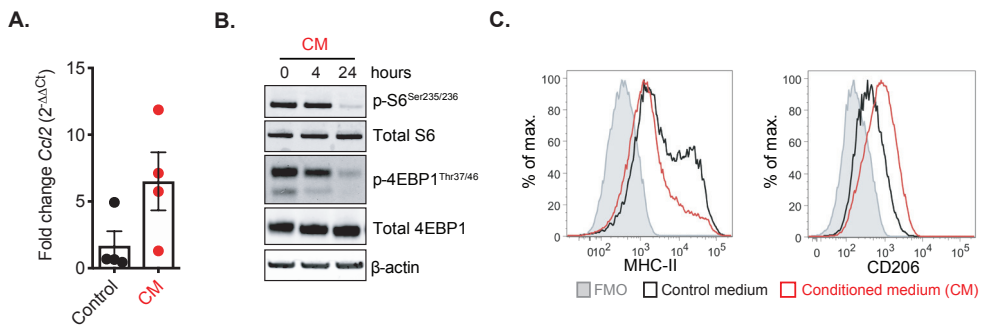 A.
Fold change Ccl2 (2-ΔΔCt)
15
10
5
0
Control
CM
B.
CM
0 4 24 hours
p-S6Ser235/236
Total S6
p-4EBP1Thr37/46
Total 4EBP1
β-actin
C.
% of max.
100
80
60
40
20
0
0 10² 10³ 10⁴ 10⁵
MHC-II
% of max.
100
80
60
40
20
0
0 10² 10³ 10⁴ 10⁵
CD206
FMO Control medium Conditioned medium (CM)